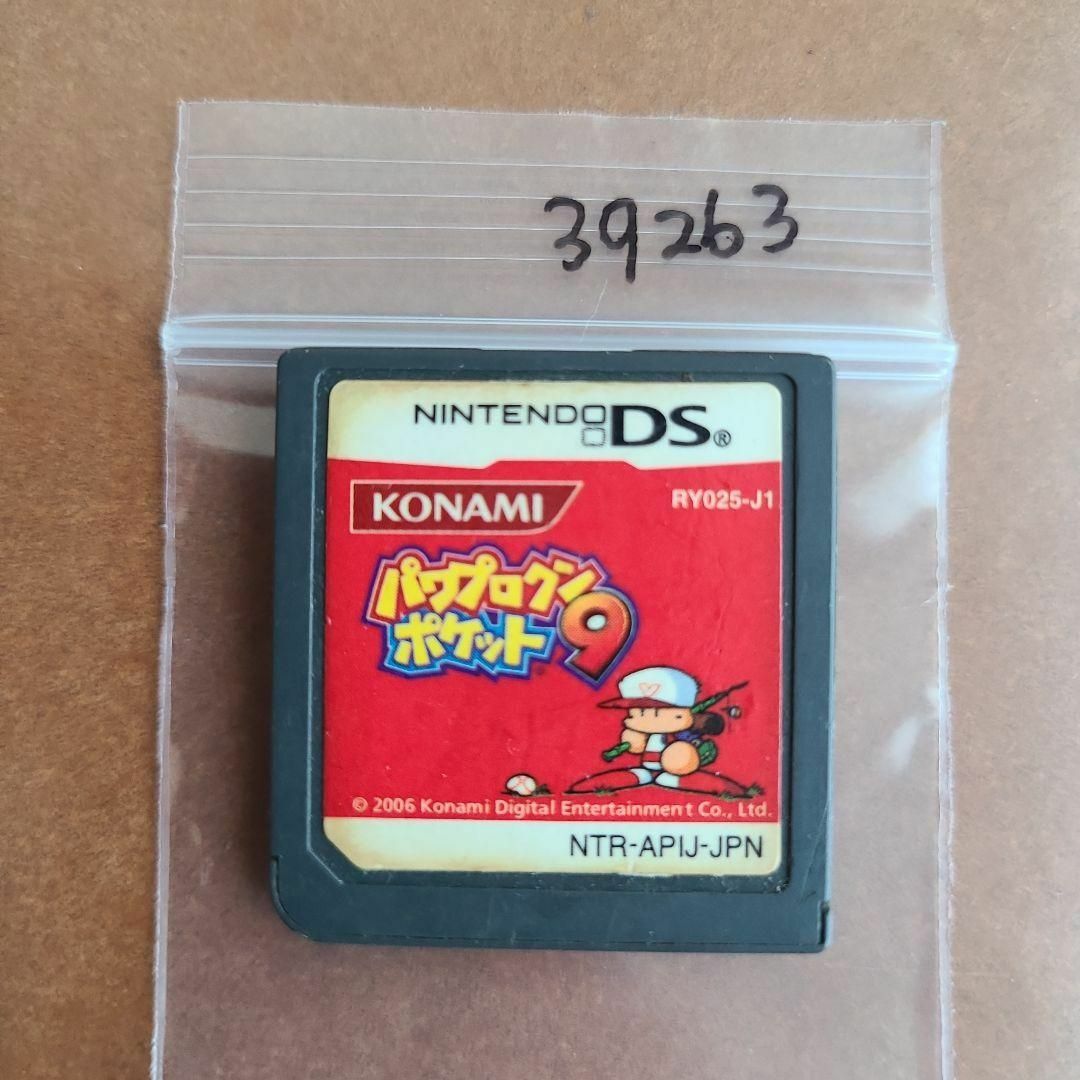 39263
NINTENDO DS®
KONAMI
RY025-J1
パワプロクン
ポケット9
© 2006 Konami Digital Entertainment Co., Ltd.
NTR-APIJ-JPN